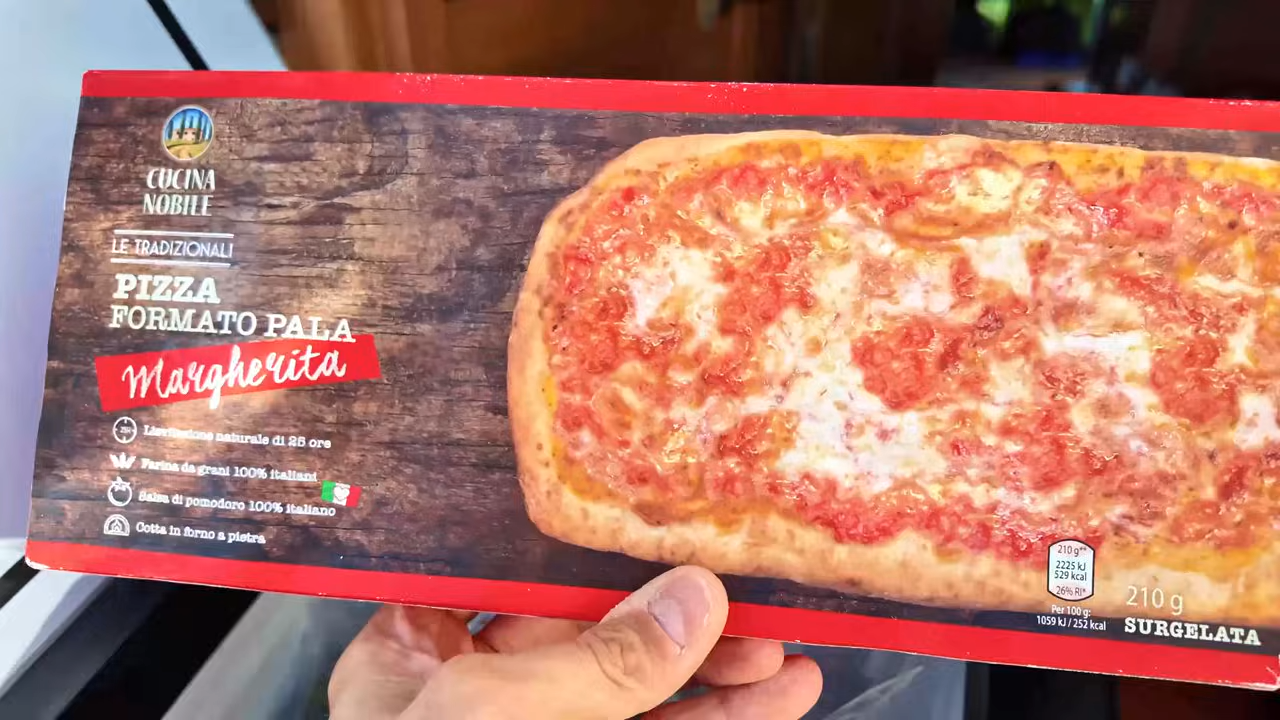 CUCINA
NOBILE
LE TRADIZIONALI
PIZZA
FORMATO PALA
Margherita
Lievitazione naturale di 25 ore
Farina da grani 100% italiani
Salsa di pomodoro 100% italiano
Cotta in forno a pietra
210 g**
2225 kJ
529 kcal
26% RI*
Per 100 g:
1059 kJ / 252 kcal
210 g
SURGELATA